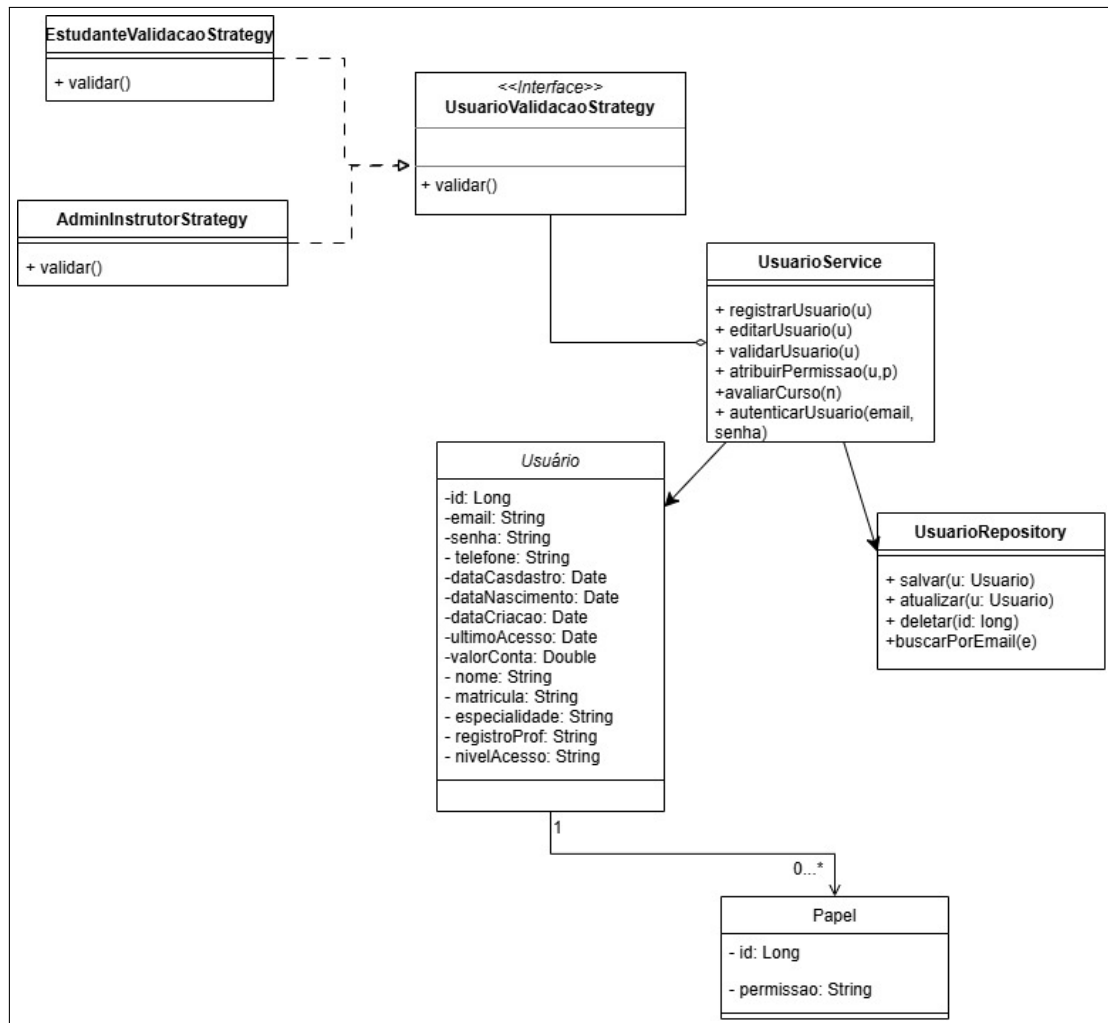 EstudanteValidacaoStrategy
+ validar()
<<Interface>>
UsuarioValidacaoStrategy
+ validar()
AdminInstrutorStrategy
+ validar()
UsuarioService
+ registrarUsuario(u)
+ editarUsuario(u)
+ validarUsuario(u)
+ atribuirPermissao(u,p)
+avaliarCurso(n)
+ autenticarUsuario(email,
senha)
Usuário
-id: Long
-email: String
-senha: String
- telefone: String
-dataCasdastro: Date
-dataNascimento: Date
-dataCriacao: Date
-ultimoAcesso: Date
-valorConta: Double
- nome: String
- matricula: String
- especialidade: String
- registroProf: String
- nivelAcesso: String
UsuarioRepository
+ salvar(u: Usuario)
+ atualizar(u: Usuario)
+ deletar(id: long)
+buscarPorEmail(e)
1
0...*
Papel
- id: Long
- permissao: String